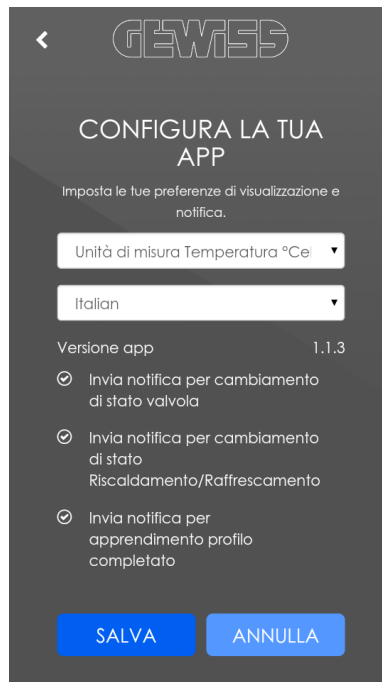 GEWISS
CONFIGURA LA TUA
APP
Imposta le tue preferenze di visualizzazione e
notifica.
Unità di misura Temperatura °Cel
Italian
Versione app 1.1.3
Invia notifica per cambiamento
di stato valvola
Invia notifica per cambiamento
di stato
Riscaldamento/Raffrescamento
Invia notifica per
apprendimento profilo
completato
SALVA ANNULLA